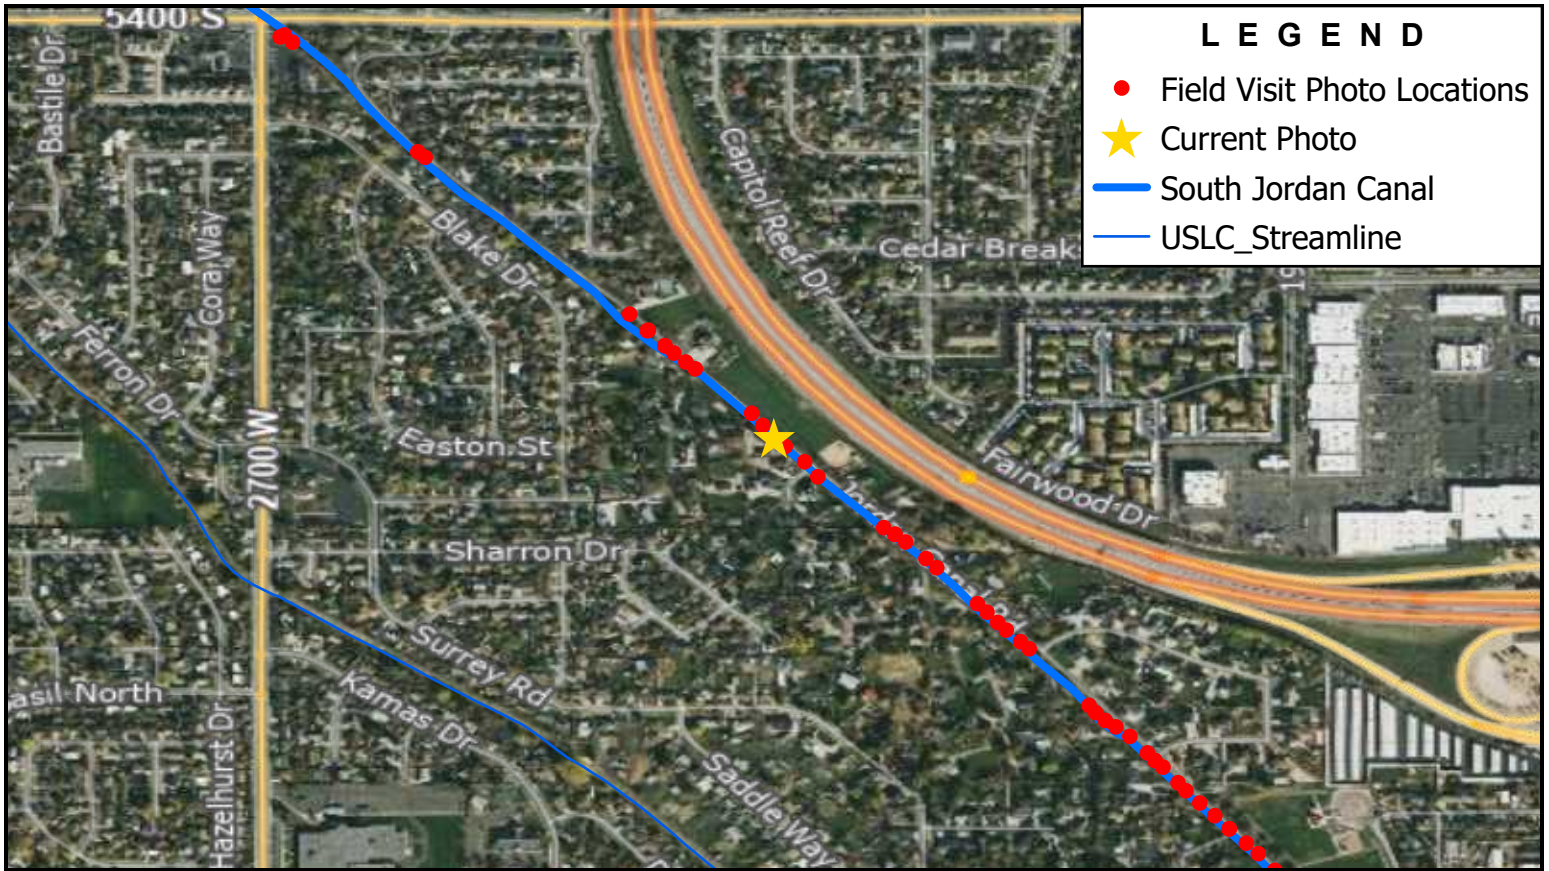 5400 S
L E G E N D
Field Visit Photo Locations
Current Photo
South Jordan Canal
USLC_Streamline
Bastile Dr
Capitol Reef Dr
Cora Way
Blake Dr
Cedar Break
Ferron Dr
2700 W
Easton St
Fairwood Dr
Sharron Dr
Surrey Rd
asil North
Kamas Dr
Hazelhurst Dr
Saddle Way